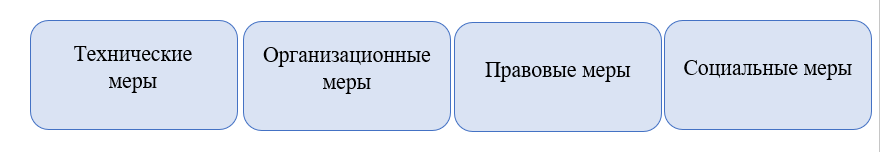 Технические
меры
Организационные
меры
Правовые меры
Социальные меры